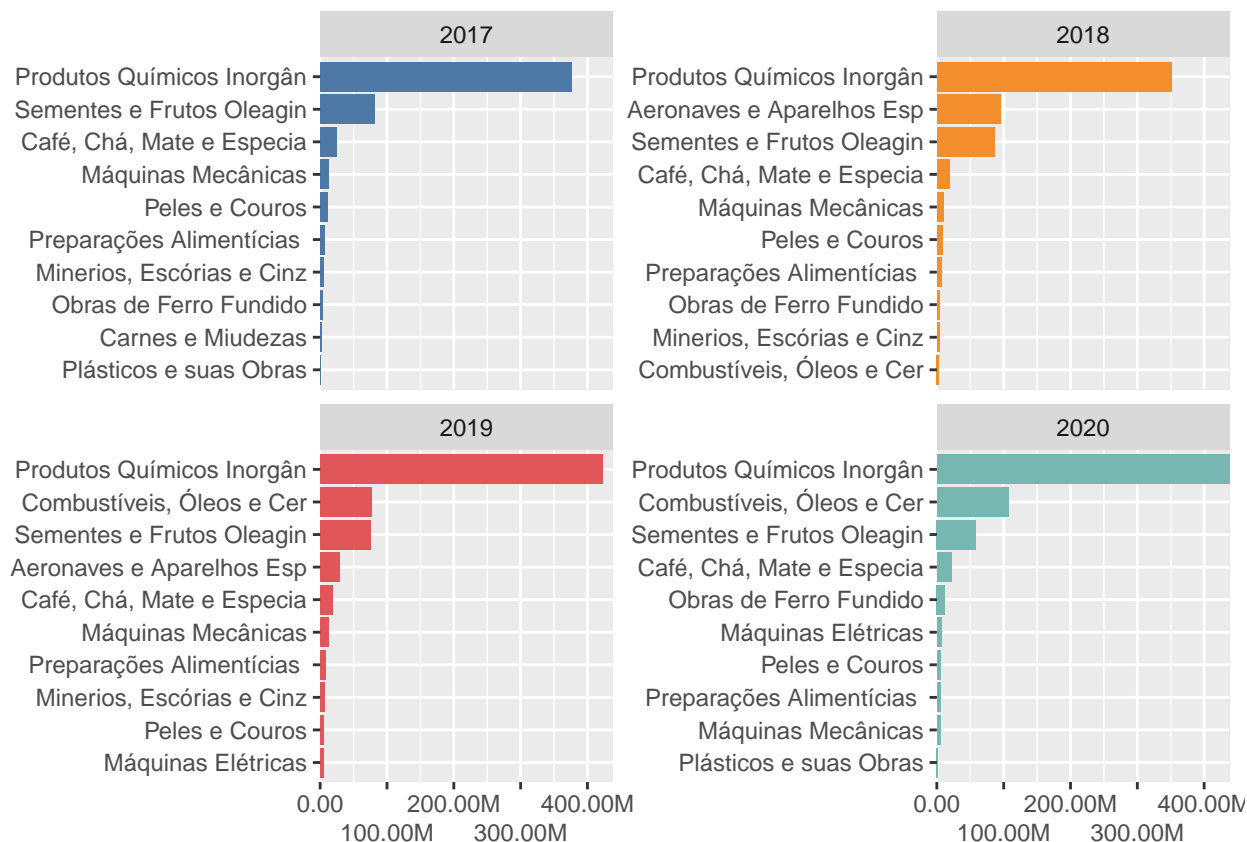 2017
Produtos Químicos Inorgân
Sementes e Frutos Oleagin
Café, Chá, Mate e Especia
Máquinas Mecânicas
Peles e Couros
Preparações Alimentícias
Minerios, Escórias e Cinz
Obras de Ferro Fundido
Carnes e Miudezas
Plásticos e suas Obras
2018
Produtos Químicos Inorgân
Aeronaves e Aparelhos Esp
Sementes e Frutos Oleagin
Café, Chá, Mate e Especia
Máquinas Mecânicas
Peles e Couros
Preparações Alimentícias
Obras de Ferro Fundido
Minerios, Escórias e Cinz
Combustíveis, Óleos e Cer
2019
Produtos Químicos Inorgân
Combustíveis, Óleos e Cer
Sementes e Frutos Oleagin
Aeronaves e Aparelhos Esp
Café, Chá, Mate e Especia
Máquinas Mecânicas
Preparações Alimentícias
Minerios, Escórias e Cinz
Peles e Couros
Máquinas Elétricas
0.00 200.00M 400.00M
100.00M 300.00M
2020
Produtos Químicos Inorgân
Combustíveis, Óleos e Cer
Sementes e Frutos Oleagin
Café, Chá, Mate e Especia
Obras de Ferro Fundido
Máquinas Elétricas
Peles e Couros
Preparações Alimentícias
Máquinas Mecânicas
Plásticos e suas Obras
0.00 200.00M 400.00M
100.00M 300.00M